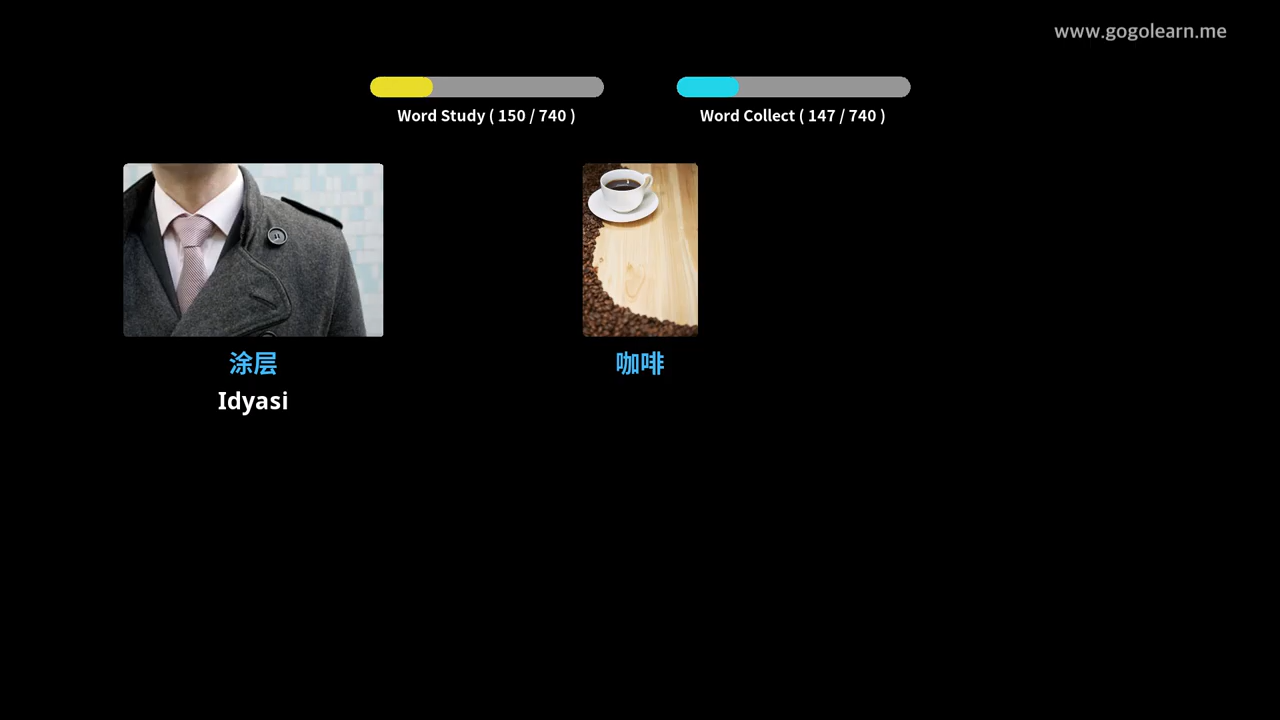 www.gogolearn.me
Word Study ( 150 / 740 )
Word Collect ( 147 / 740 )
涂层
Idyasi
咖啡